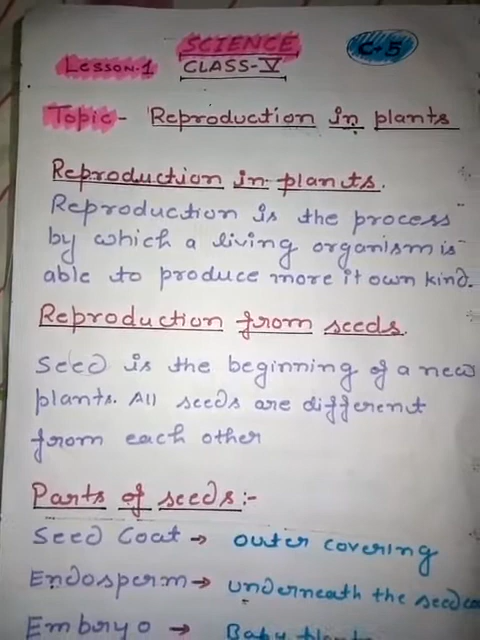 SCIENCE
C-5
LESSON-1 CLASS-V
Topic- Reproduction in plants
Reproduction in plants.
Reproduction is the process
by which a living organism is
able to produce more it own kind.
Reproduction from seeds.
Seed is the beginning of a new
plants. All seeds are different
from each other
Parts of seeds:-
Seed Coat → outer covering
Endosperm → underneath the seed
Embryo → Baby